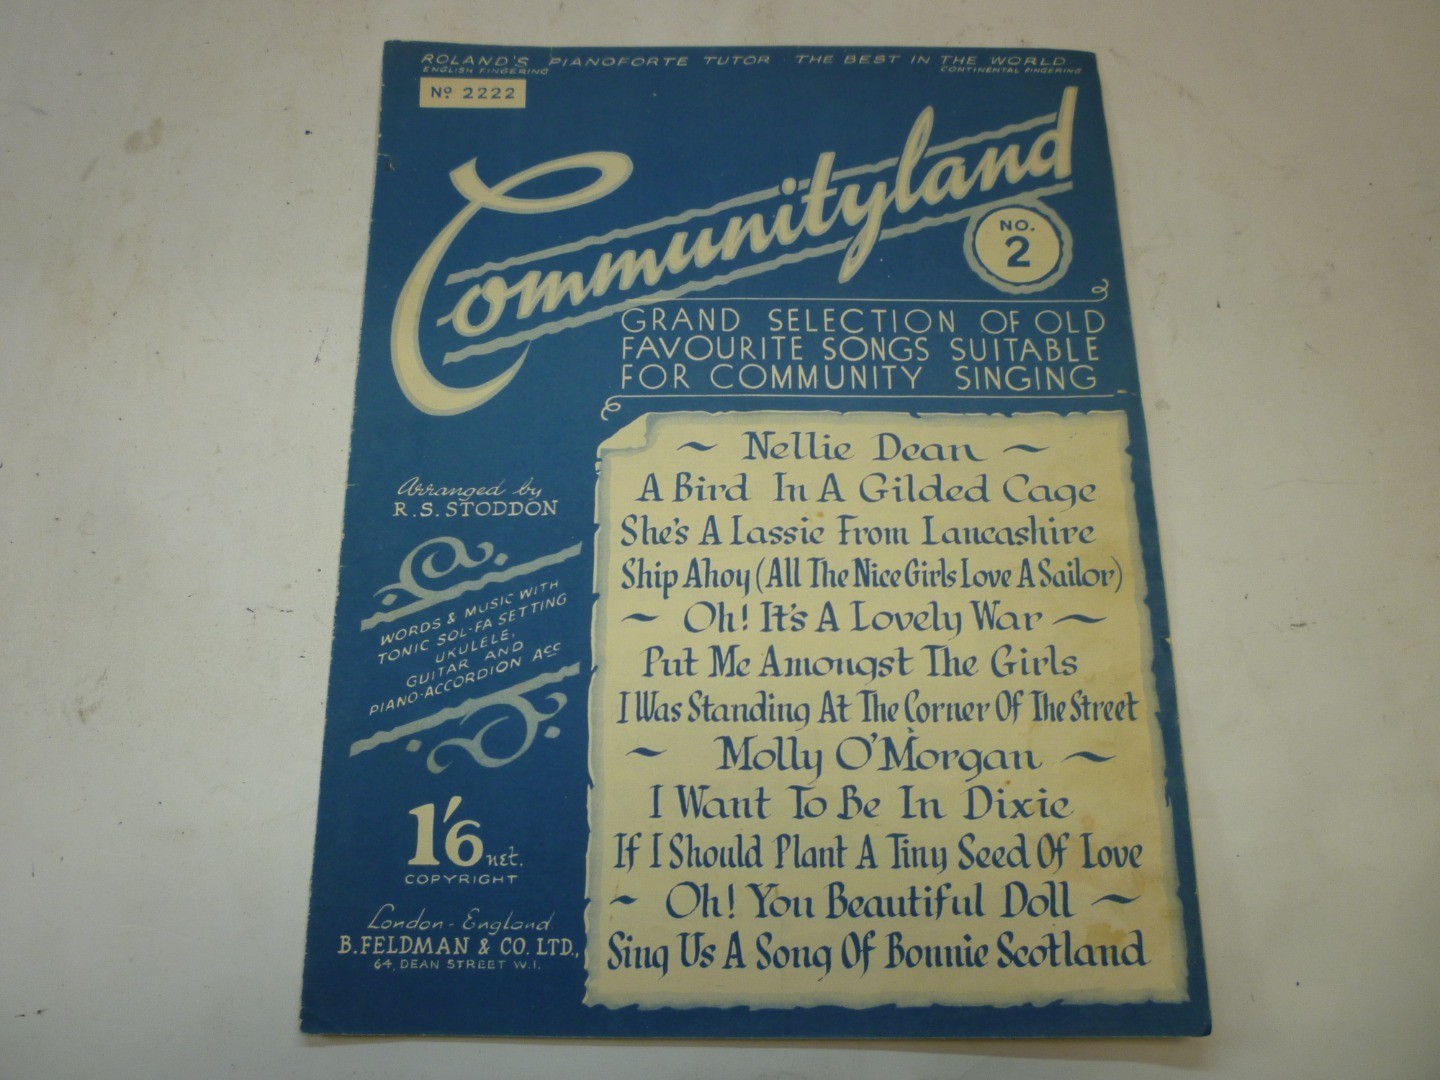 ROLAND'S PIANOFORTE TUTOR · THE BEST IN THE WORLD
ENGLISH FINGERING CONTINENTAL FINGERING
No. 2222
Communityland
NO.
2
GRAND SELECTION OF OLD
FAVOURITE SONGS SUITABLE
FOR COMMUNITY SINGING
~ Nellie Dean ~
A Bird In A Gilded Cage
She's A Lassie From Lancashire
Ship Ahoy (All The Nice Girls Love A Sailor)
~ Oh! It's A Lovely War ~
Put Me Amongst The Girls
I Was Standing At The Corner Of The Street
~ Molly O'Morgan ~
I Want To Be In Dixie
If I Should Plant A Tiny Seed Of Love
~ Oh! You Beautiful Doll ~
Sing Us A Song Of Bonnie Scotland
Arranged by
R.S. STODDON
WORDS & MUSIC WITH
TONIC SOL-FA SETTING
UKULELE,
GUITAR AND
PIANO-ACCORDION Acc
1'6 net.
COPYRIGHT
London - England
B. FELDMAN & CO. LTD.,
64, DEAN STREET W.1.